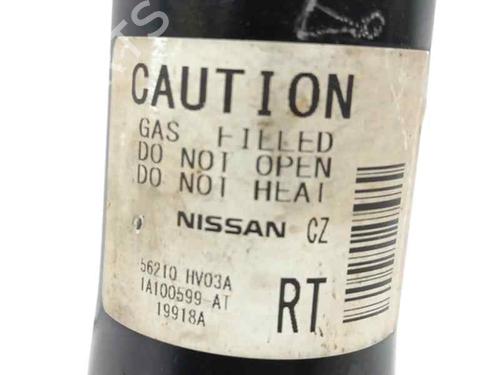 CAUTION
GAS FILLED
DO NOT OPEN
DO NOT HEAT
NISSAN CZ
56210 HV03A
1A100599-AT
19918A
RT